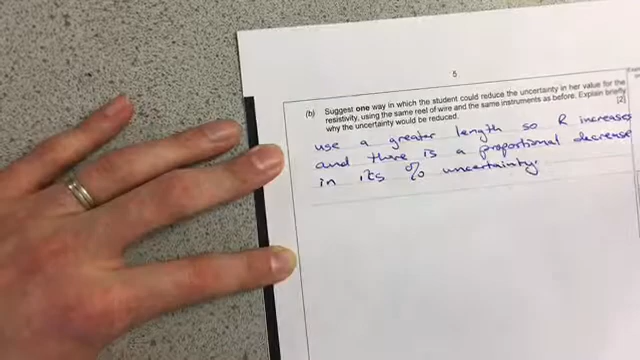 5
(b) Suggest one way in which the student could reduce the uncertainty in her value for the
resistivity, using the same reel of wire and the same instruments as before. Explain briefly
why the uncertainty would be reduced.
[2]
use a greater length so R increases
and there is a proportional decrease
in its % uncertainty.